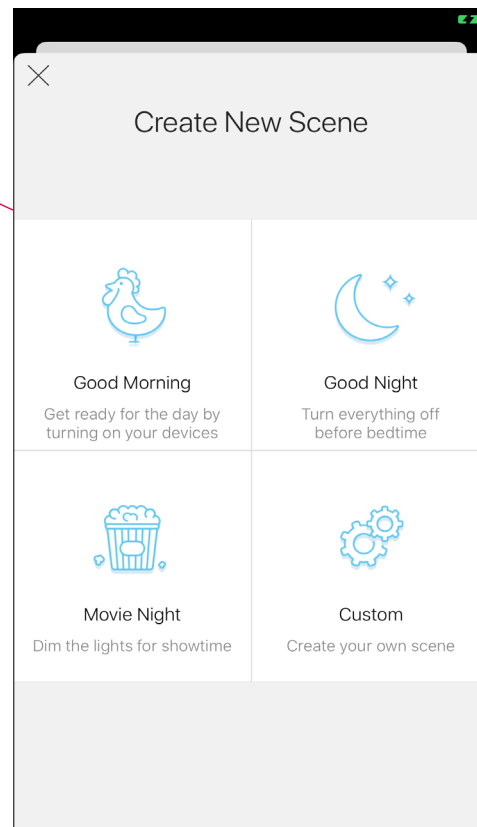 Create New Scene
Good Morning
Get ready for the day by
turning on your devices
Good Night
Turn everything off
before bedtime
Movie Night
Dim the lights for showtime
Custom
Create your own scene